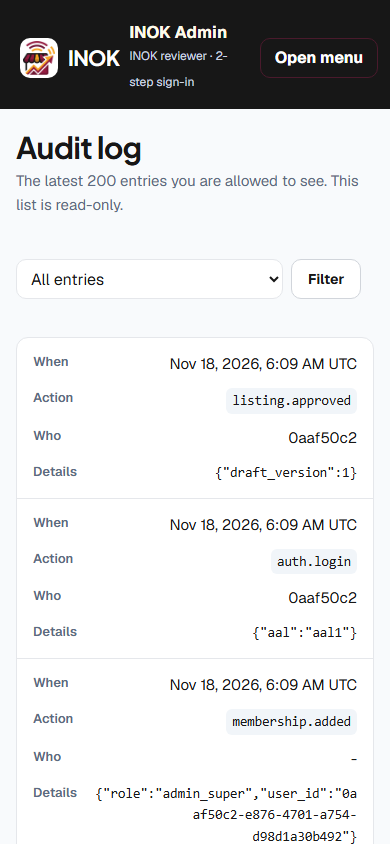 INOK
INOK Admin
INOK reviewer · 2-
step sign-in
Open menu
Audit log
The latest 200 entries you are allowed to see. This
list is read-only.
All entries
Filter
When
Nov 18, 2026, 6:09 AM UTC
Action
listing.approved
Who
0aaf50c2
Details
{"draft_version":1}
When
Nov 18, 2026, 6:09 AM UTC
Action
auth.login
Who
0aaf50c2
Details
{"aal":"aal1"}
When
Nov 18, 2026, 6:09 AM UTC
Action
membership.added
Who
-
Details
{"role":"admin_super","user_id":"0a
af50c2-e876-4701-a754-
d98d1a30b492"}